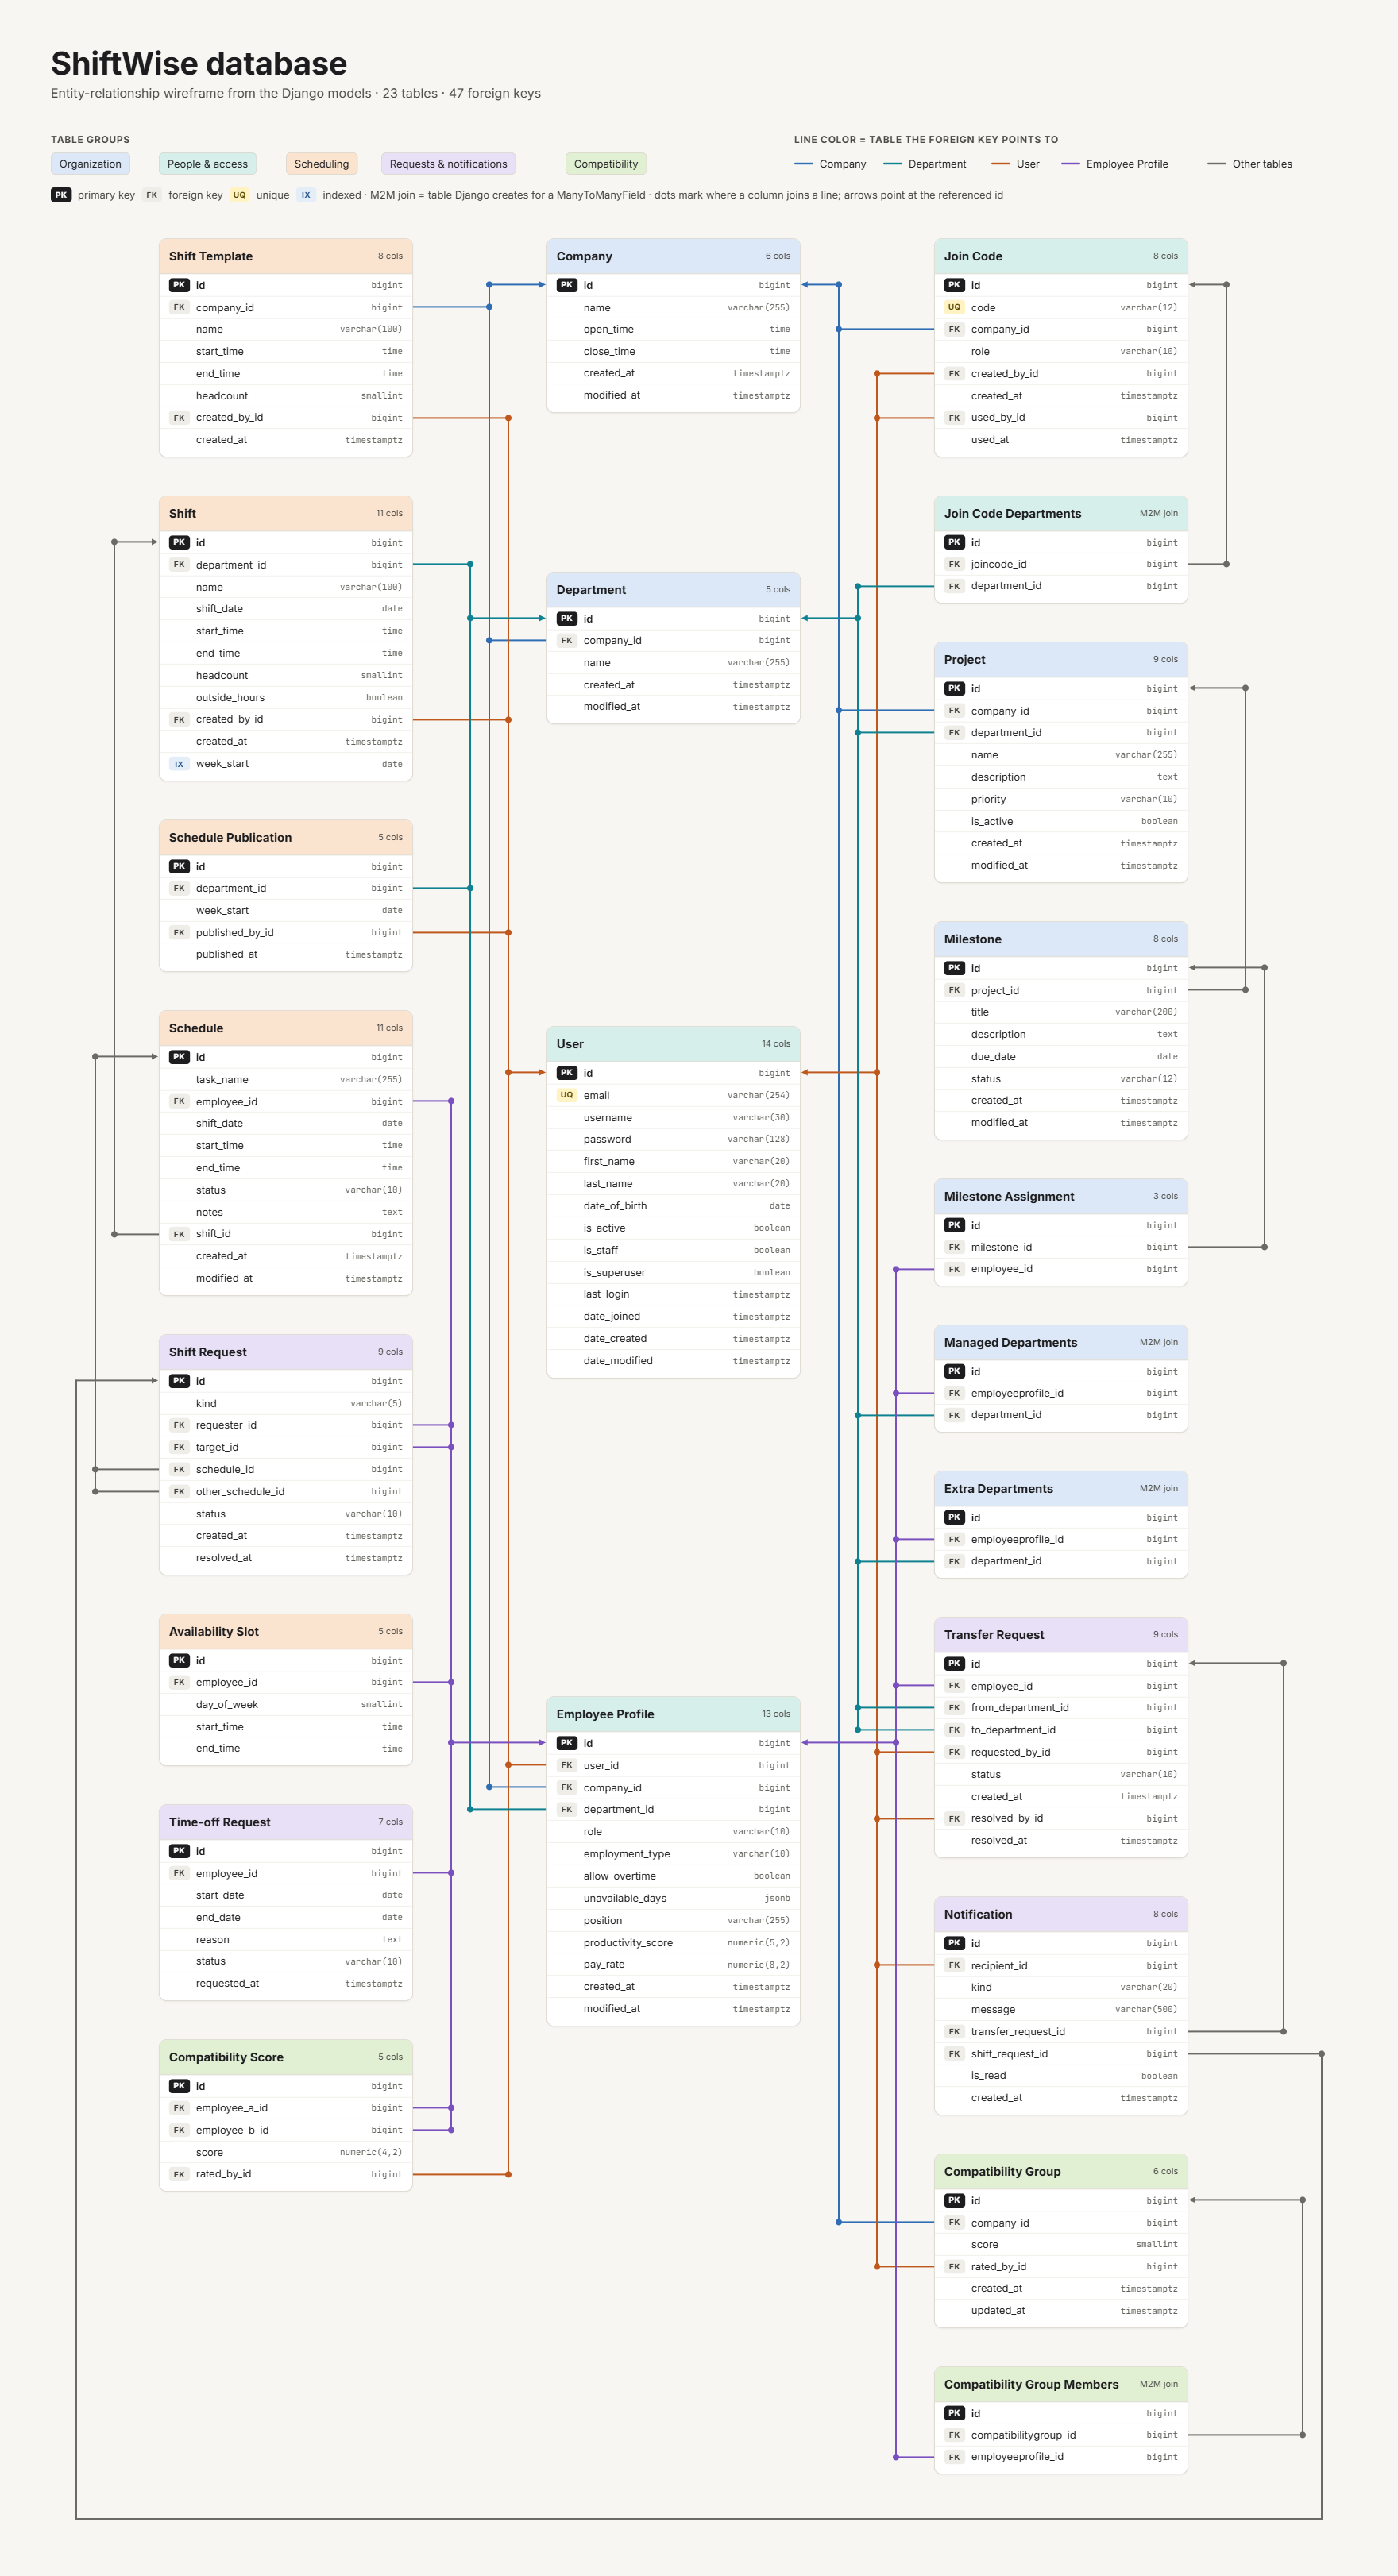 ShiftWise database
Entity-relationship wireframe from the Django models · 23 tables · 47 foreign keys
TABLE GROUPS
Organization People & access Scheduling Requests & notifications Compatibility
LINE COLOR = TABLE THE FOREIGN KEY POINTS TO
Company Department User Employee Profile Other tables
PK primary key FK foreign key UQ unique IX indexed · M2M join = table Django creates for a ManyToManyField · dots mark where a column joins a line; arrows point at the referenced id
Shift Template 8 cols
PK id bigint
FK company_id bigint
name varchar(100)
start_time time
end_time time
headcount smallint
FK created_by_id bigint
created_at timestamptz
Shift 11 cols
PK id bigint
FK department_id bigint
name varchar(100)
shift_date date
start_time time
end_time time
headcount smallint
outside_hours boolean
FK created_by_id bigint
created_at timestamptz
IX week_start date
Schedule Publication 5 cols
PK id bigint
FK department_id bigint
week_start date
FK published_by_id bigint
published_at timestamptz
Schedule 11 cols
PK id bigint
task_name varchar(255)
FK employee_id bigint
shift_date date
start_time time
end_time time
status varchar(10)
notes text
FK shift_id bigint
created_at timestamptz
modified_at timestamptz
Shift Request 9 cols
PK id bigint
kind varchar(5)
FK requester_id bigint
FK target_id bigint
FK schedule_id bigint
FK other_schedule_id bigint
status varchar(10)
created_at timestamptz
resolved_at timestamptz
Availability Slot 5 cols
PK id bigint
FK employee_id bigint
day_of_week smallint
start_time time
end_time time
Time-off Request 7 cols
PK id bigint
FK employee_id bigint
start_date date
end_date date
reason text
status varchar(10)
requested_at timestamptz
Compatibility Score 5 cols
PK id bigint
FK employee_a_id bigint
FK employee_b_id bigint
score numeric(4,2)
FK rated_by_id bigint
Company 6 cols
PK id bigint
name varchar(255)
open_time time
close_time time
created_at timestamptz
modified_at timestamptz
Department 5 cols
PK id bigint
FK company_id bigint
name varchar(255)
created_at timestamptz
modified_at timestamptz
User 14 cols
PK id bigint
UQ email varchar(254)
username varchar(30)
password varchar(128)
first_name varchar(20)
last_name varchar(20)
date_of_birth date
is_active boolean
is_staff boolean
is_superuser boolean
last_login timestamptz
date_joined timestamptz
date_created timestamptz
date_modified timestamptz
Employee Profile 13 cols
PK id bigint
FK user_id bigint
FK company_id bigint
FK department_id bigint
role varchar(10)
employment_type varchar(10)
allow_overtime boolean
unavailable_days jsonb
position varchar(255)
productivity_score numeric(5,2)
pay_rate numeric(8,2)
created_at timestamptz
modified_at timestamptz
Join Code 8 cols
PK id bigint
UQ code varchar(12)
FK company_id bigint
role varchar(10)
FK created_by_id bigint
created_at timestamptz
FK used_by_id bigint
used_at timestamptz
Join Code Departments M2M join
PK id bigint
FK joincode_id bigint
FK department_id bigint
Project 9 cols
PK id bigint
FK company_id bigint
FK department_id bigint
name varchar(255)
description text
priority varchar(10)
is_active boolean
created_at timestamptz
modified_at timestamptz
Milestone 8 cols
PK id bigint
FK project_id bigint
title varchar(200)
description text
due_date date
status varchar(12)
created_at timestamptz
modified_at timestamptz
Milestone Assignment 3 cols
PK id bigint
FK milestone_id bigint
FK employee_id bigint
Managed Departments M2M join
PK id bigint
FK employeeprofile_id bigint
FK department_id bigint
Extra Departments M2M join
PK id bigint
FK employeeprofile_id bigint
FK department_id bigint
Transfer Request 9 cols
PK id bigint
FK employee_id bigint
FK from_department_id bigint
FK to_department_id bigint
FK requested_by_id bigint
status varchar(10)
created_at timestamptz
FK resolved_by_id bigint
resolved_at timestamptz
Notification 8 cols
PK id bigint
FK recipient_id bigint
kind varchar(20)
message varchar(500)
FK transfer_request_id bigint
FK shift_request_id bigint
is_read boolean
created_at timestamptz
Compatibility Group 6 cols
PK id bigint
FK company_id bigint
score smallint
FK rated_by_id bigint
created_at timestamptz
updated_at timestamptz
Compatibility Group Members M2M join
PK id bigint
FK compatibilitygroup_id bigint
FK employeeprofile_id bigint